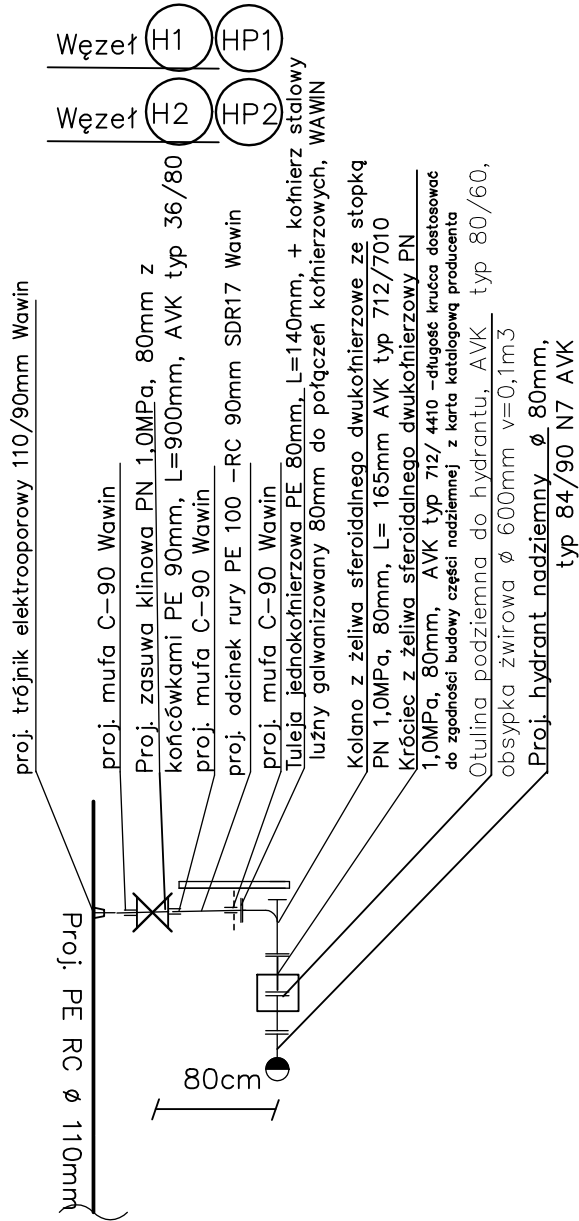 Węzeł H1 HP1
Węzeł H2 HP2
proj. trójnik elektrooporowy 110/90mm Wawin
proj. mufa C-90 Wawin
Proj. zasuwa klinowa PN 1,0MPa, 80mm z
końcówkami PE 90mm, L=900mm, AVK typ 36/80
proj. mufa C-90 Wawin
proj. odcinek rury PE 100 -RC 90mm SDR17 Wawin
proj. mufa C-90 Wawin
Tuleja jednokołnierzowa PE 80mm, L=140mm, + kołnierz stalowy
luźny galwanizowany 80mm do połączeń kołnierzowych, WAWIN
Kolano z żeliwa sferoidalnego dwukołnierzowe ze stopką
PN 1,0MPa, 80mm, L= 165mm AVK typ 712/7010
Króciec z żeliwa sferoidalnego dwukołnierzowy PN
1,0MPa, 80mm, AVK typ 712/ 4410 -długość krućca dostosować
do zgodności budowy części nadziemnej z karta katalogową producenta
Otulina podziemna do hydrantu, AVK typ 80/60,
obsypka żwirowa ø 600mm v=0,1m3
Proj. hydrant nadziemny ø 80mm,
typ 84/90 N7 AVK
Proj. PE RC ø 110mm
80cm